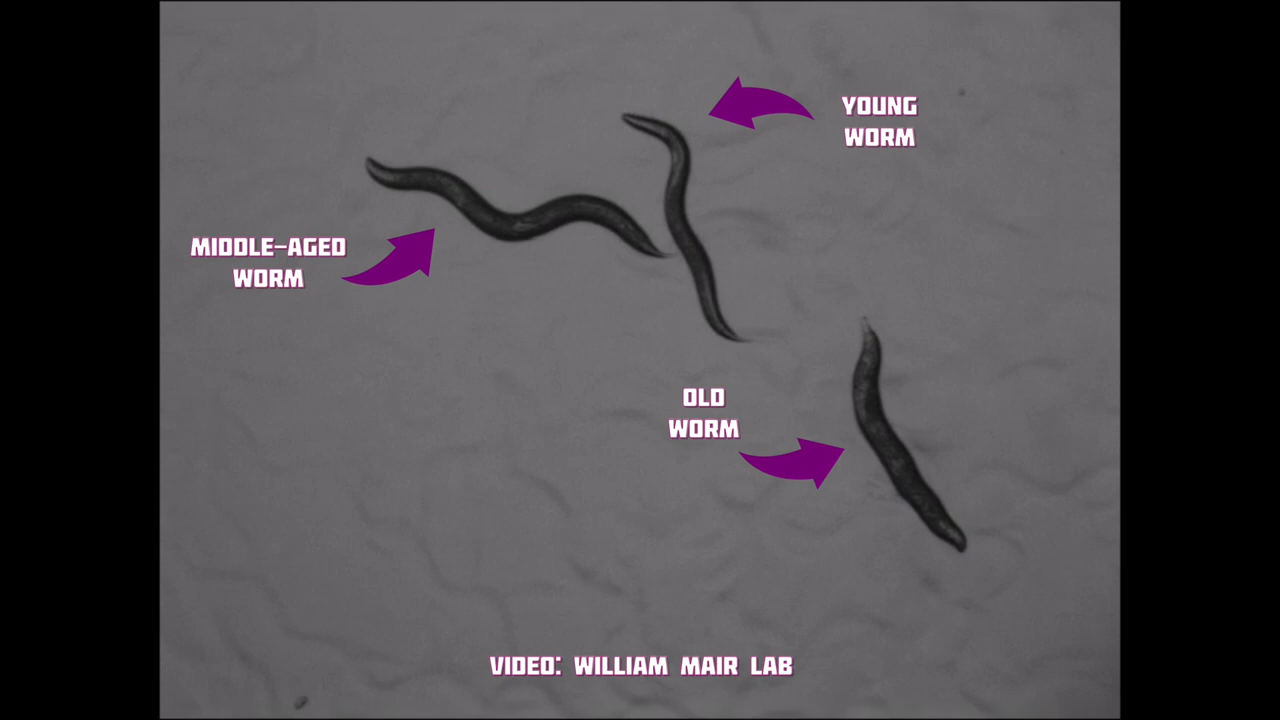 YOUNG
WORM
MIDDLE-AGED
WORM
OLD
WORM
VIDEO: WILLIAM MAIR LAB